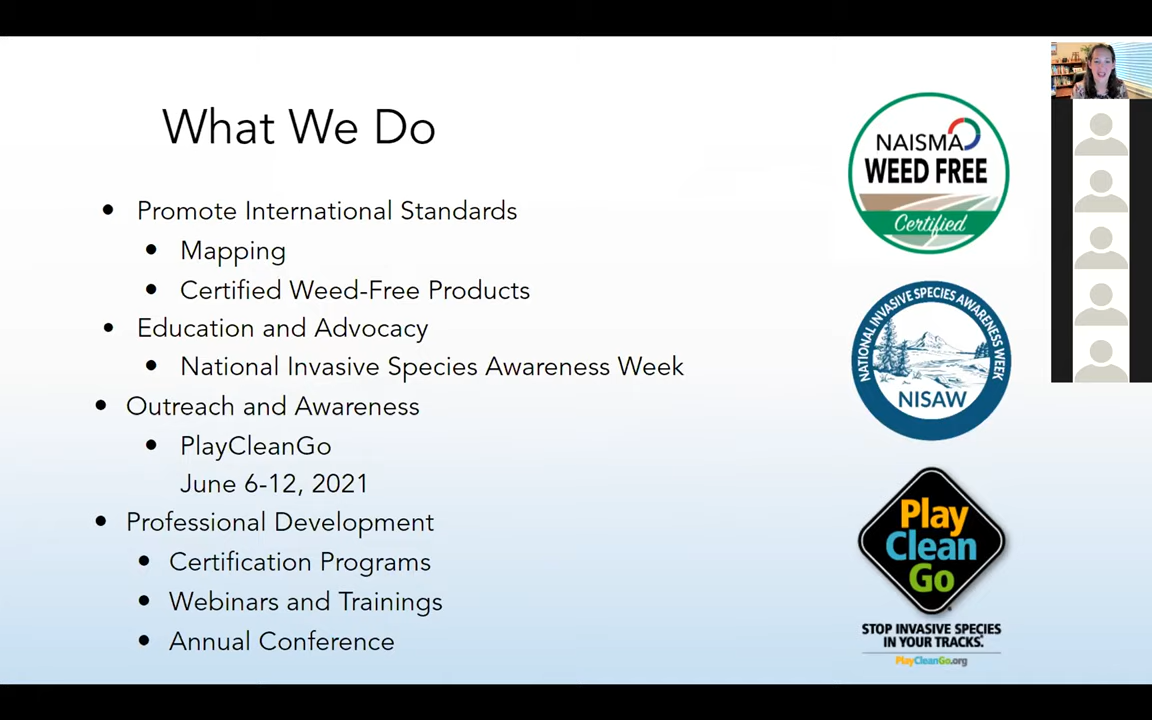 What We Do
Promote International Standards
Mapping
Certified Weed-Free Products
Education and Advocacy
National Invasive Species Awareness Week
Outreach and Awareness
PlayCleanGo
June 6-12, 2021
Professional Development
Certification Programs
Webinars and Trainings
Annual Conference
NAISMA
WEED FREE
Certified
NATIONAL INVASIVE SPECIES AWARENESS WEEK
NISAW
Play
Clean
Go
STOP INVASIVE SPECIES
IN YOUR TRACKS.
PlayCleanGo.org